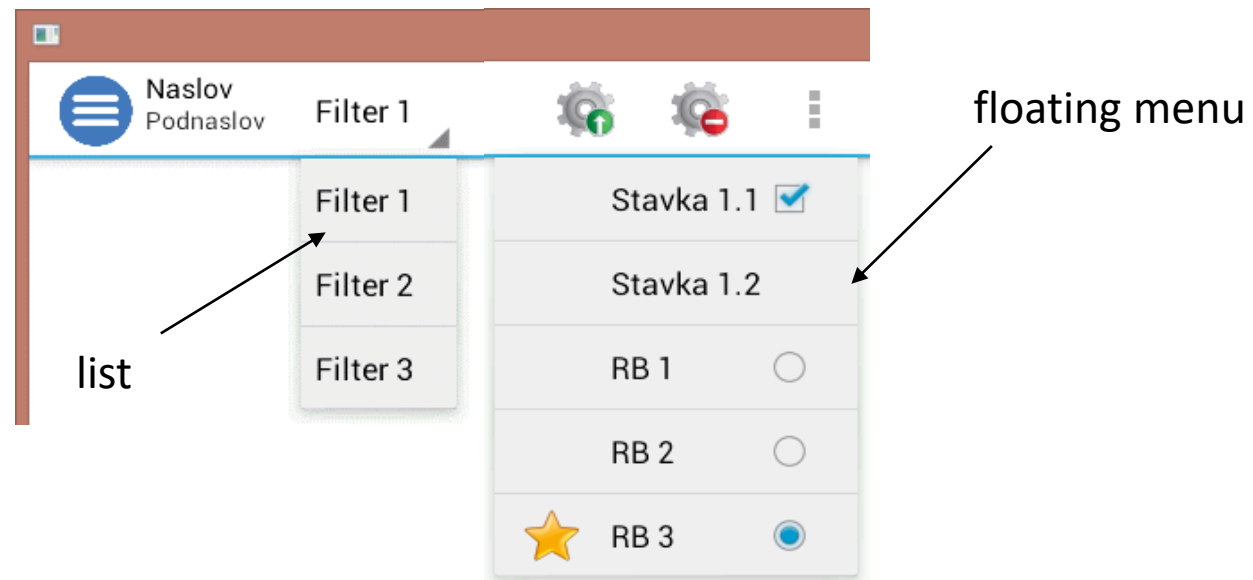 Naslov
Podnaslov
Filter 1
floating menu
Filter 1
Filter 2
Filter 3
list
Stavka 1.1
Stavka 1.2
RB 1
RB 2
RB 3